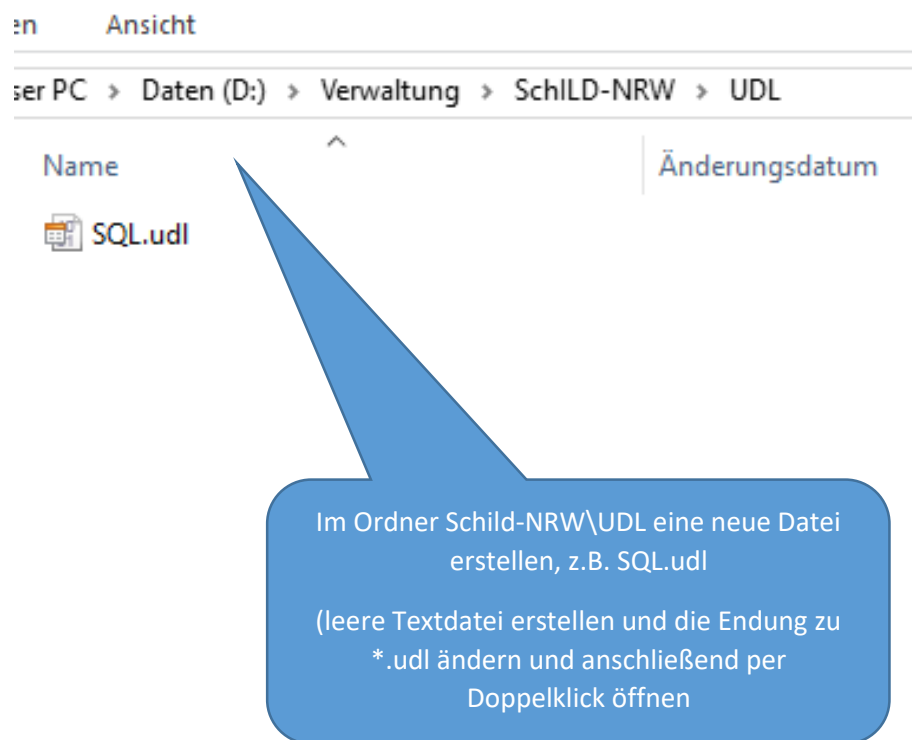 en Ansicht
ser PC > Daten (D:) > Verwaltung > SchILD-NRW > UDL
Name Änderungsdatum
SQL.udl
Im Ordner Schild-NRW\UDL eine neue Datei
erstellen, z.B. SQL.udl
(leere Textdatei erstellen und die Endung zu
*.udl ändern und anschließend per
Doppelklick öffnen